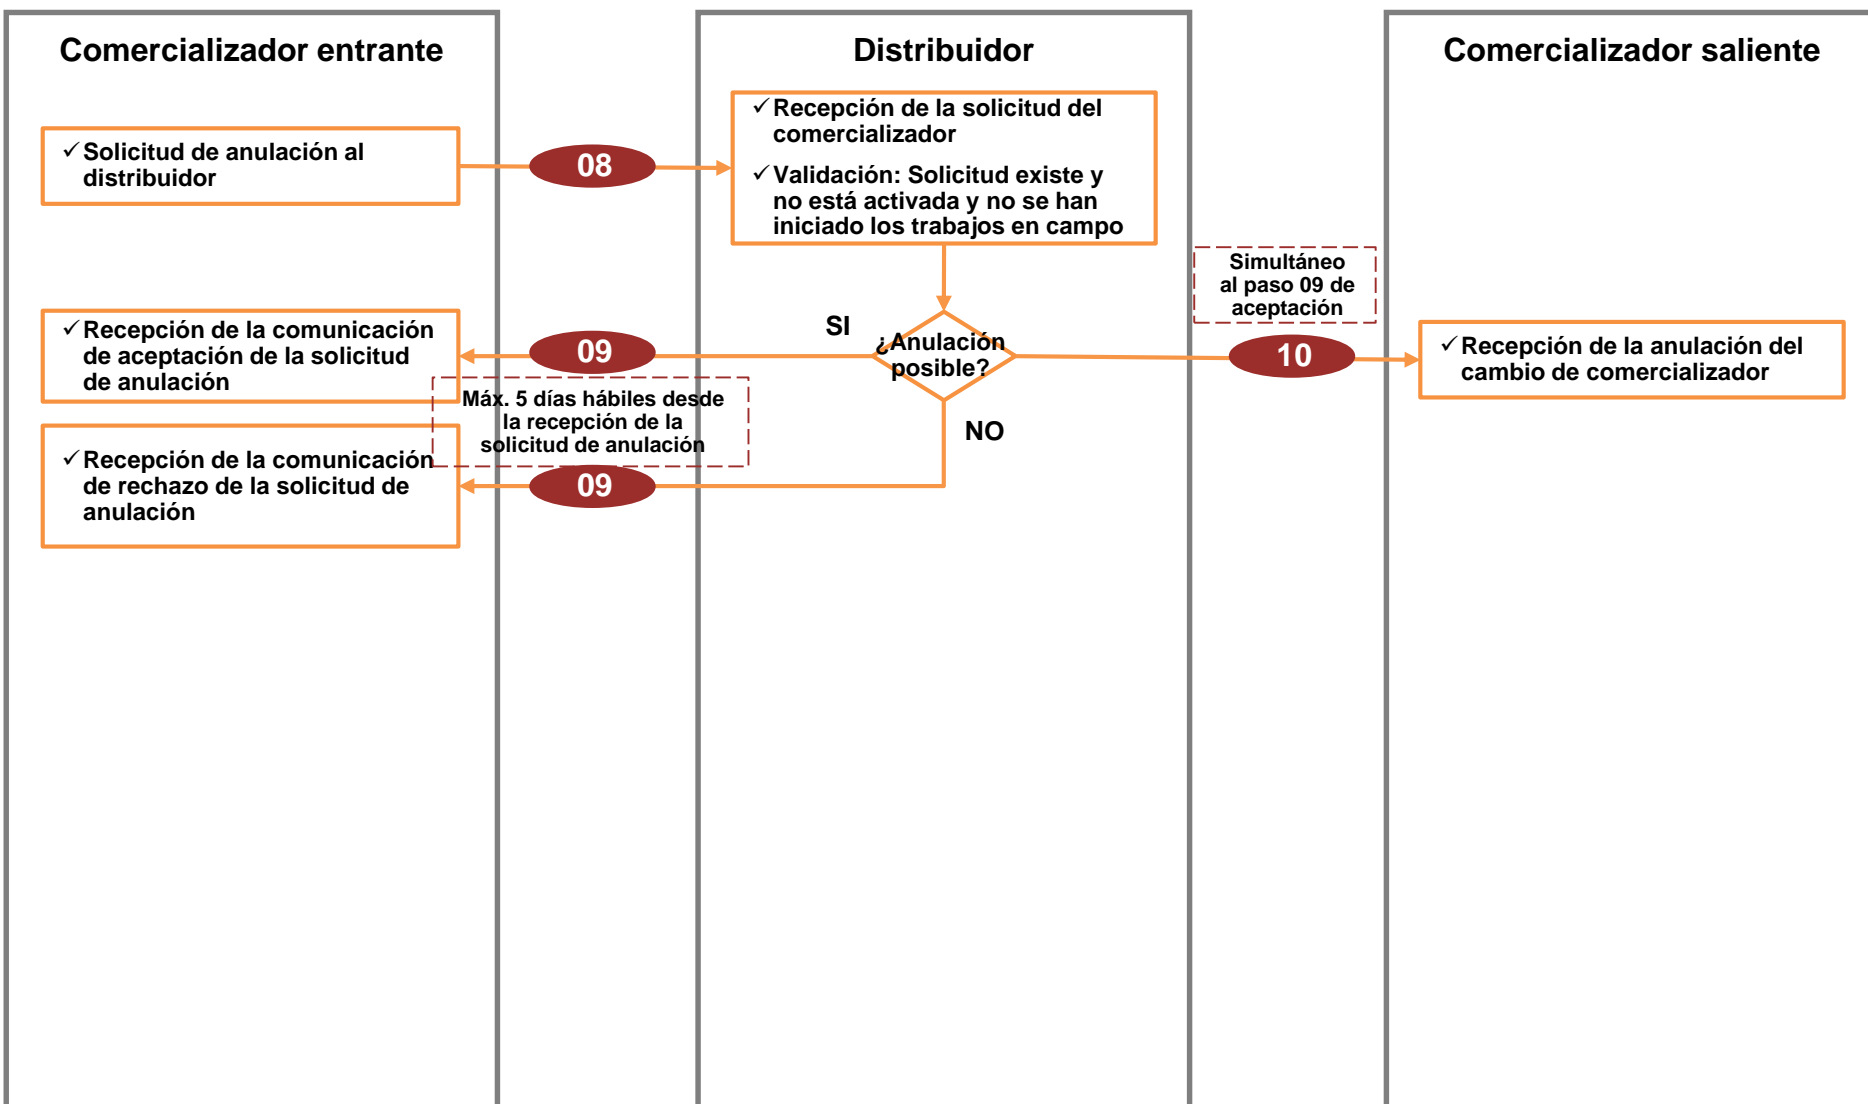 Comercializador entrante
Distribuidor
Comercializador saliente
✓ Solicitud de anulación al
distribuidor
08
✓ Recepción de la solicitud del
comercializador
✓ Validación: Solicitud existe y
no está activada y no se han
iniciado los trabajos en campo
Simultáneo
al paso 09 de
aceptación
✓ Recepción de la comunicación
de aceptación de la solicitud
de anulación
09
SI
¿Anulación
posible?
10
✓ Recepción de la anulación del
cambio de comercializador
Máx. 5 días hábiles desde
la recepción de la
solicitud de anulación
NO
✓ Recepción de la comunicación
de rechazo de la solicitud de
anulación
09